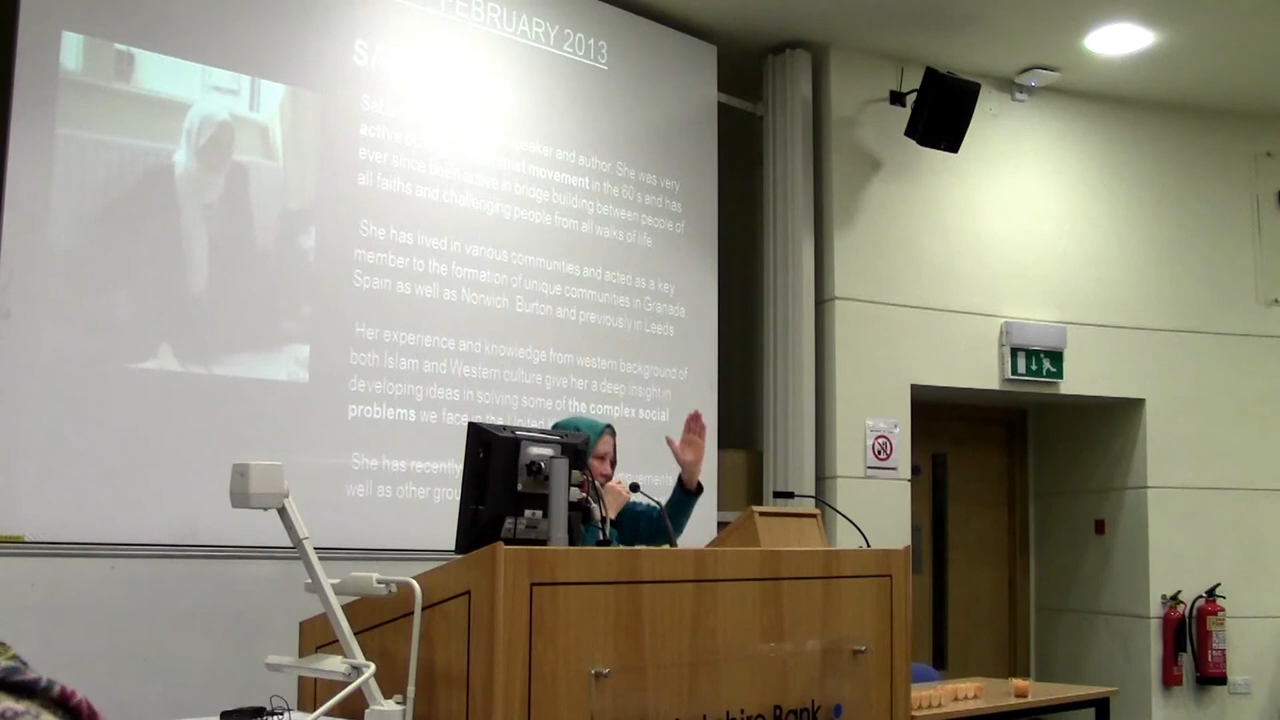 FEBRUARY 2013
speaker and author. She was very
active movement in the 60's and has
ever since been active in bridge building between people of
all faiths and challenging people from all walks of life
She has lived in various communities and acted as a key
member to the formation of unique communities in Granada,
Spain as well as Norwich, Burton and previously in Leeds
Her experience and knowledge from western background of
both Islam and Western culture give her a deep insight in
developing ideas in solving some of the complex social
problems we face in the United
She has recently
well as other
Bank